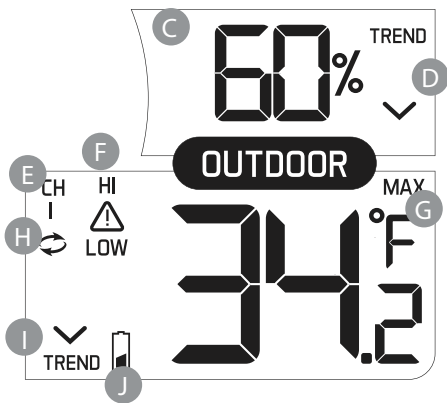 C
60%
TREND
D
OUTDOOR
F
E
CH
HI
MAX
G
I
H
LOW
34.2
°F
I
TREND
J